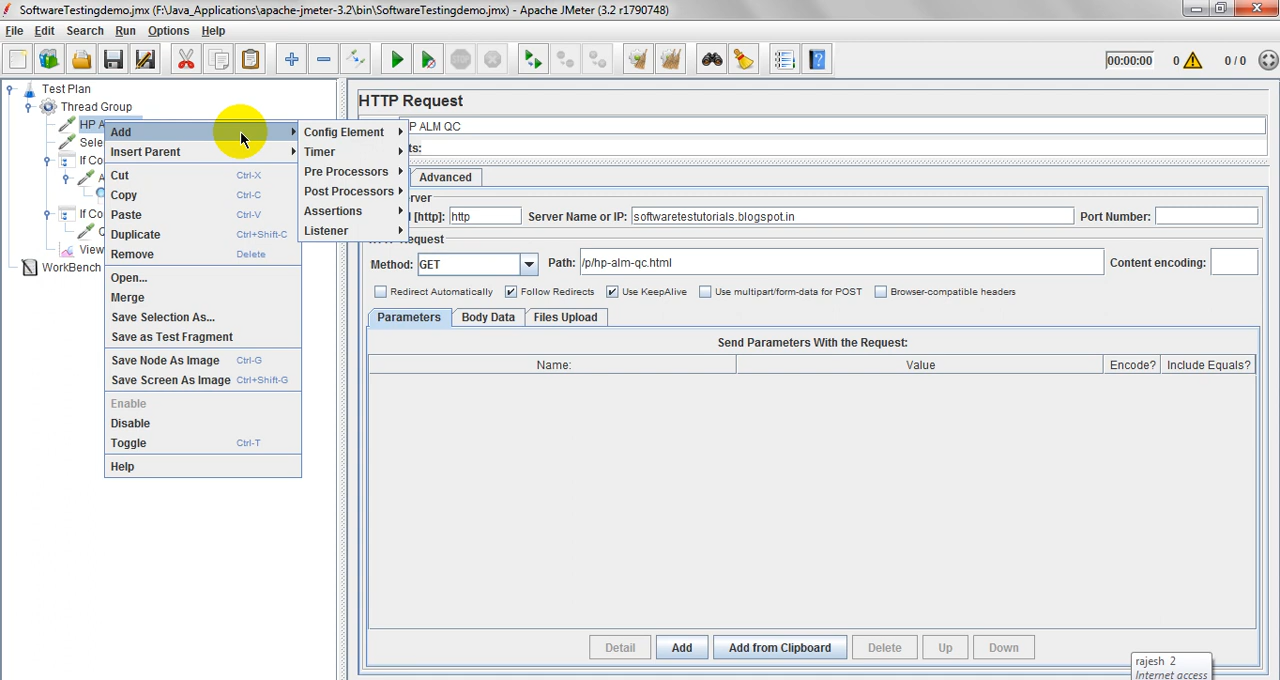 SoftwareTestingdemo.jmx (F:\Java_Applications\apache-jmeter-3.2\bin\SoftwareTestingdemo.jmx) - Apache JMeter (3.2 r1790748)
File Edit Search Run Options Help
00:00:00 0 0 / 0
Test Plan
Thread Group
HP A
Sele
If Co
A
If Co
View
WorkBench
Add
Insert Parent
Cut Ctrl-X
Copy Ctrl-C
Paste Ctrl-V
Duplicate Ctrl+Shift-C
Remove Delete
Open...
Merge
Save Selection As...
Save as Test Fragment
Save Node As Image Ctrl-G
Save Screen As Image Ctrl+Shift-G
Enable
Disable
Toggle Ctrl-T
Help
Config Element
Timer
Pre Processors
Post Processors
Assertions
Listener
HTTP Request
P ALM QC
ts:
Advanced
erver
[http]: http Server Name or IP: softwaretestutorials.blogspot.in Port Number:
quest
Method: GET Path: /p/hp-alm-qc.html Content encoding:
Redirect Automatically Follow Redirects Use KeepAlive Use multipart/form-data for POST Browser-compatible headers
Parameters Body Data Files Upload
Send Parameters With the Request:
Name: Value Encode? Include Equals?
Detail Add Add from Clipboard Delete Up Down
rajesh 2
Internet access